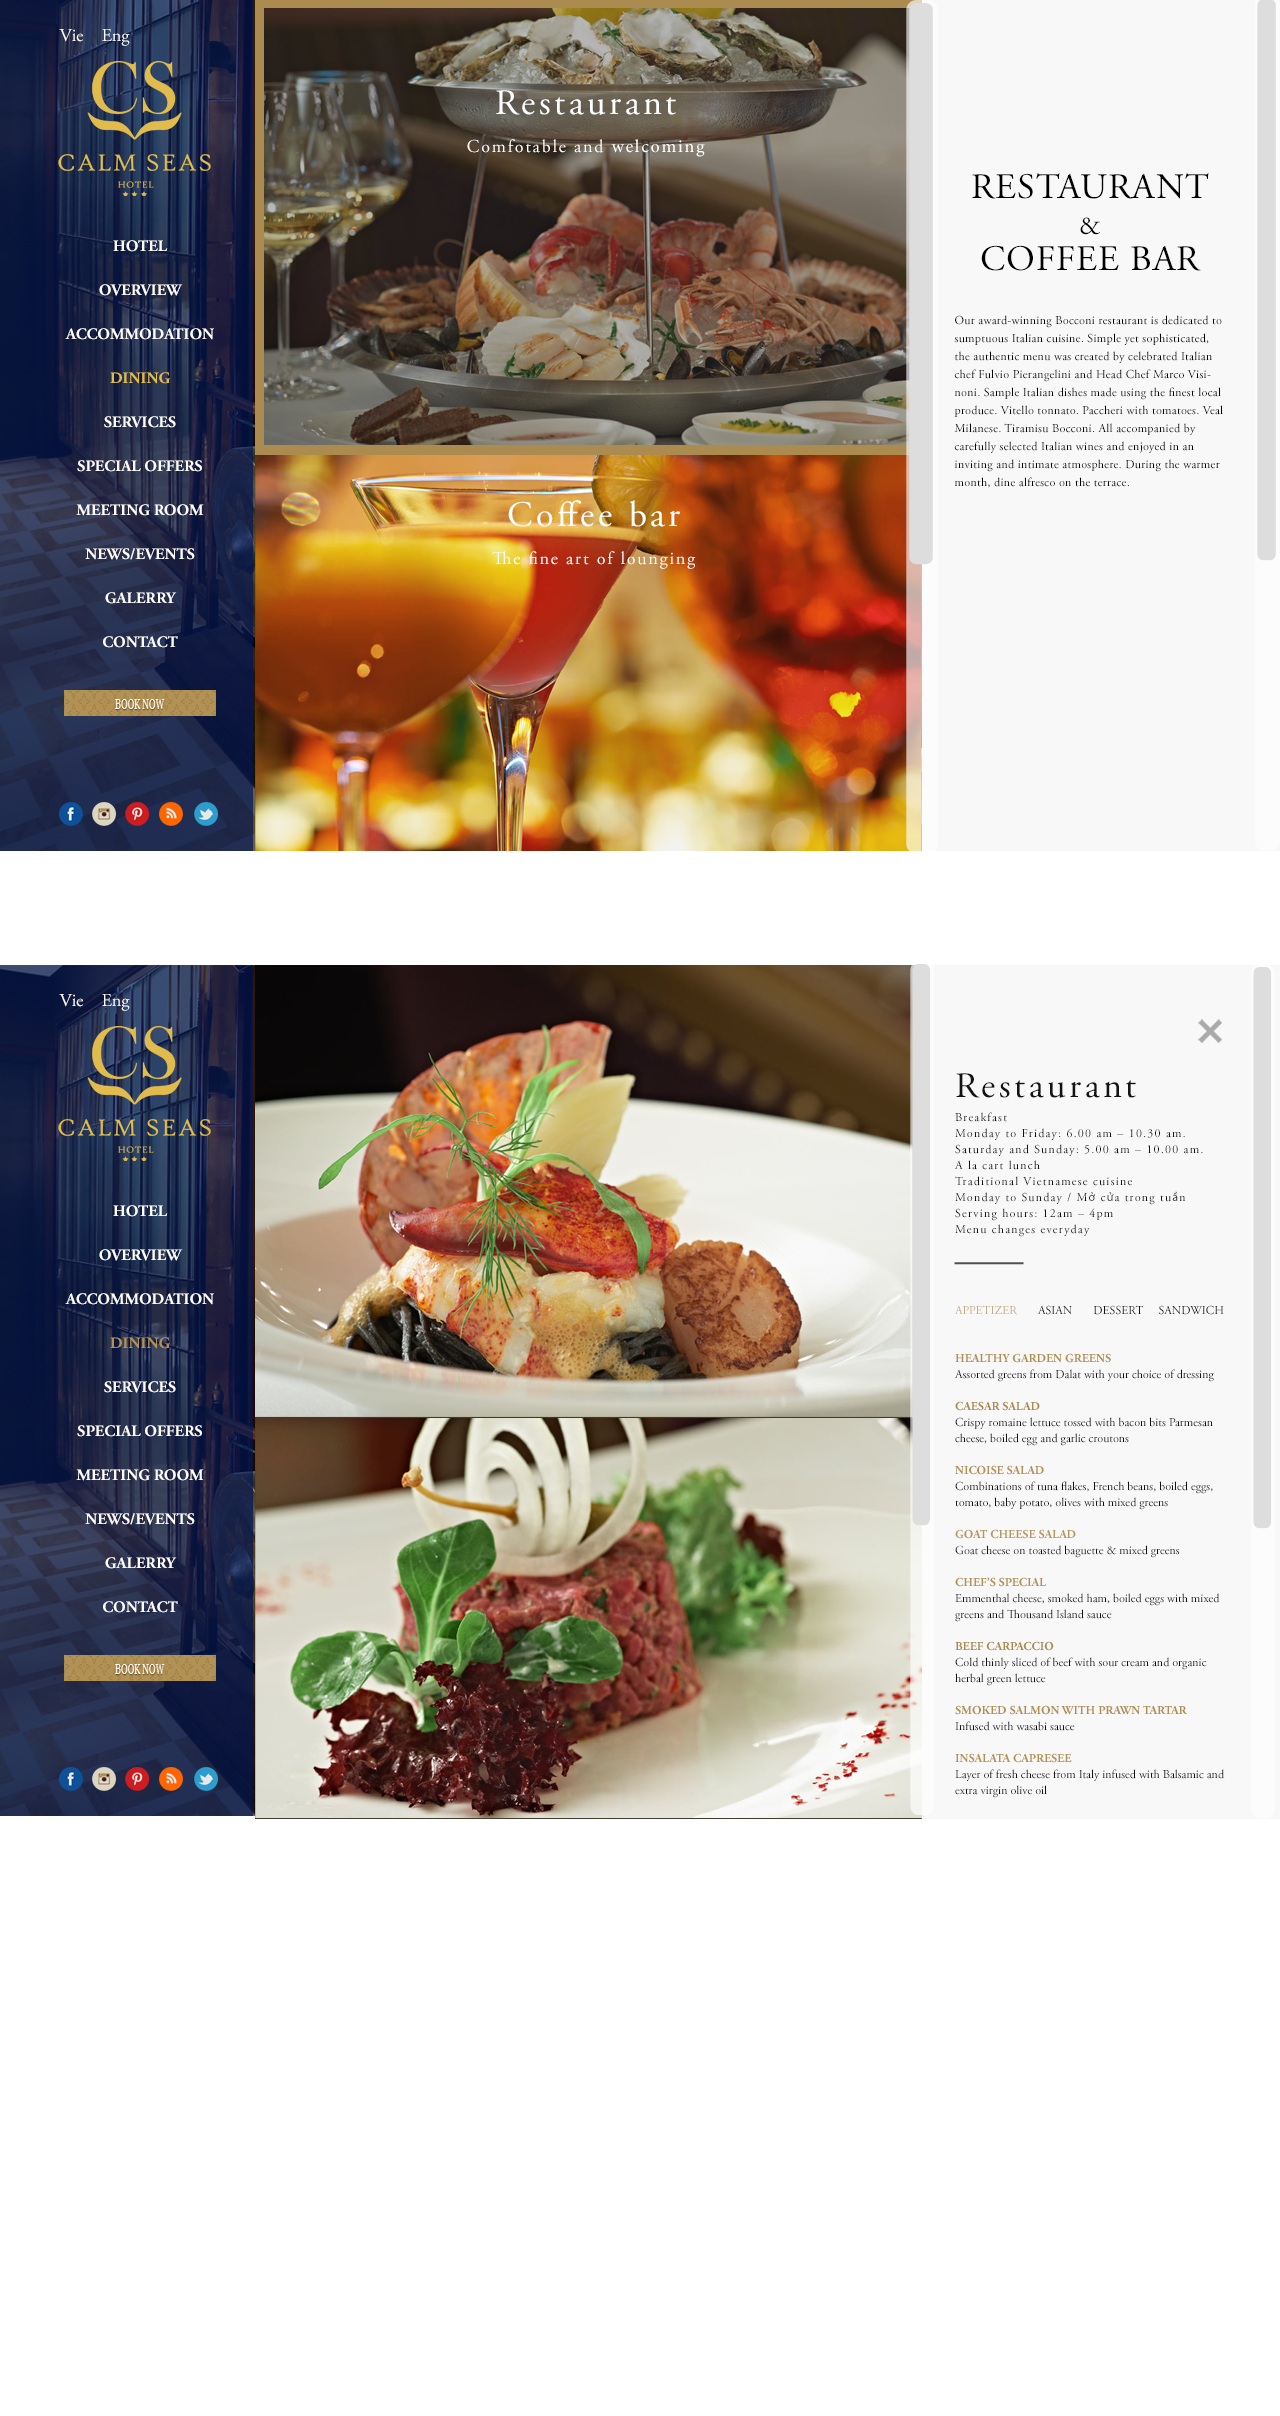 Vie Eng
CS
CALM SEAS
HOTEL
HOTEL
OVERVIEW
ACCOMMODATION
DINING
SERVICES
SPECIAL OFFERS
MEETING ROOM
NEWS/EVENTS
GALERRY
CONTACT
BOOK NOW
Restaurant
Comfotable and welcoming
Coffee bar
The fine art of lounging
RESTAURANT
&
COFFEE BAR
Our award-winning Bocconi restaurant is dedicated to
sumptuous Italian cuisine. Simple yet sophisticated,
the authentic menu was created by celebrated Italian
chef Fulvio Pierangelini and Head Chef Marco Visi-
noni. Sample Italian dishes made using the finest local
produce. Vitello tonnato. Paccheri with tomatoes. Veal
Milanese. Tiramisu Bocconi. All accompanied by
carefully selected Italian wines and enjoyed in an
inviting and intimate atmosphere. During the warmer
month, dine alfresco on the terrace.
Vie Eng
CS
CALM SEAS
HOTEL
HOTEL
OVERVIEW
ACCOMMODATION
DINING
SERVICES
SPECIAL OFFERS
MEETING ROOM
NEWS/EVENTS
GALERRY
CONTACT
BOOK NOW
Restaurant
Breakfast
Monday to Friday: 6.00 am – 10.30 am.
Saturday and Sunday: 5.00 am – 10.00 am.
A la cart lunch
Traditional Vietnamese cuisine
Monday to Sunday / Mở cửa trong tuần
Serving hours: 12am – 4pm
Menu changes everyday
APPETIZER ASIAN DESSERT SANDWICH
HEALTHY GARDEN GREENS
Assorted greens from Dalat with your choice of dressing
CAESAR SALAD
Crispy romaine lettuce tossed with bacon bits Parmesan
cheese, boiled egg and garlic croutons
NICOISE SALAD
Combinations of tuna flakes, French beans, boiled eggs,
tomato, baby potato, olives with mixed greens
GOAT CHEESE SALAD
Goat cheese on toasted baguette & mixed greens
CHEF'S SPECIAL
Emmenthal cheese, smoked ham, boiled eggs with mixed
greens and Thousand Island sauce
BEEF CARPACCIO
Cold thinly sliced of beef with sour cream and organic
herbal green lettuce
SMOKED SALMON WITH PRAWN TARTAR
Infused with wasabi sauce
INSALATA CAPRESEE
Layer of fresh cheese from Italy infused with Balsamic and
extra virgin olive oil